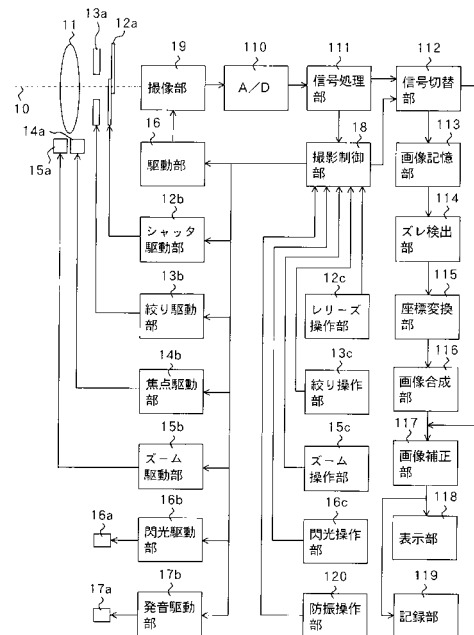 13a
12a
11
19
110
111
112
撮像部
A/D
信号処理
部
信号切替
部
10
14a
15a
16
18
113
駆動部
撮影制御
部
画像記憶
部
12b
114
シャッタ
駆動部
ズレ検出
部
13b
12c
115
絞り駆動
部
レリーズ
操作部
座標変換
部
14b
13c
116
焦点駆動
部
絞り操作
部
画像合成
部
15b
15c
117
ズーム
駆動部
ズーム
操作部
画像補正
部
16a
16b
16c
118
閃光駆動
部
閃光操作
部
表示部
17a
17b
120
119
発音駆動
部
防振操作
部
記録部